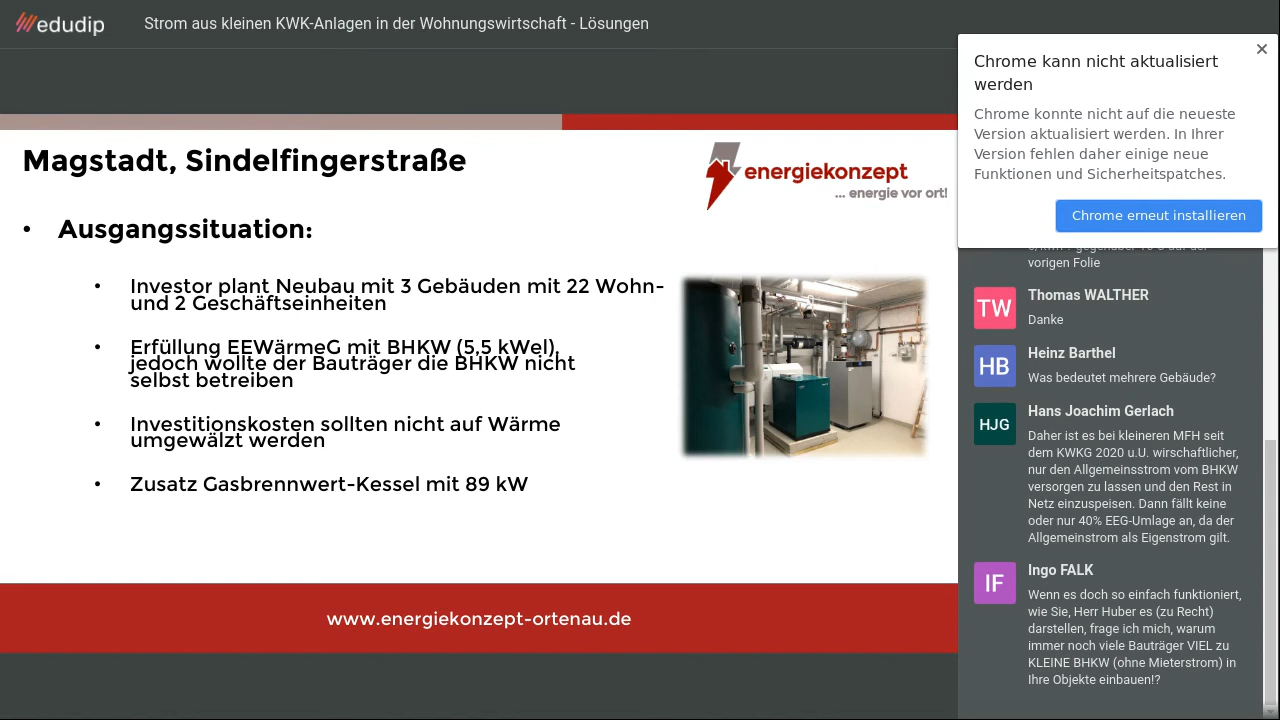 edudip
Strom aus kleinen KWK-Anlagen in der Wohnungswirtschaft - Lösungen
Magstadt, Sindelfingerstraße
energiekonzept
... energie vor ort!
• Ausgangssituation:
• Investor plant Neubau mit 3 Gebäuden mit 22 Wohn-
und 2 Geschäftseinheiten
• Erfüllung EEWärmeG mit BHKW (5,5 kWel),
jedoch wollte der Bauträger die BHKW nicht
selbst betreiben
• Investitionskosten sollten nicht auf Wärme
umgewälzt werden
• Zusatz Gasbrennwert-Kessel mit 89 kW
www.energiekonzept-ortenau.de
Chrome kann nicht aktualisiert
werden
Chrome konnte nicht auf die neueste
Version aktualisiert werden. In Ihrer
Version fehlen daher einige neue
Funktionen und Sicherheitspatches.
Chrome erneut installieren
vorigen Folie
TW
Thomas WALTHER
Danke
HB
Heinz Barthel
Was bedeutet mehrere Gebäude?
HJG
Hans Joachim Gerlach
Daher ist es bei kleineren MFH seit
dem KWKG 2020 u.U. wirschaftlicher,
nur den Allgemeinsstrom vom BHKW
versorgen zu lassen und den Rest in
Netz einzuspeisen. Dann fällt keine
oder nur 40% EEG-Umlage an, da der
Allgemeinstrom als Eigenstrom gilt.
IF
Ingo FALK
Wenn es doch so einfach funktioniert,
wie Sie, Herr Huber es (zu Recht)
darstellen, frage ich mich, warum
immer noch viele Bauträger VIEL zu
KLEINE BHKW (ohne Mieterstrom) in
Ihre Objekte einbauen!?